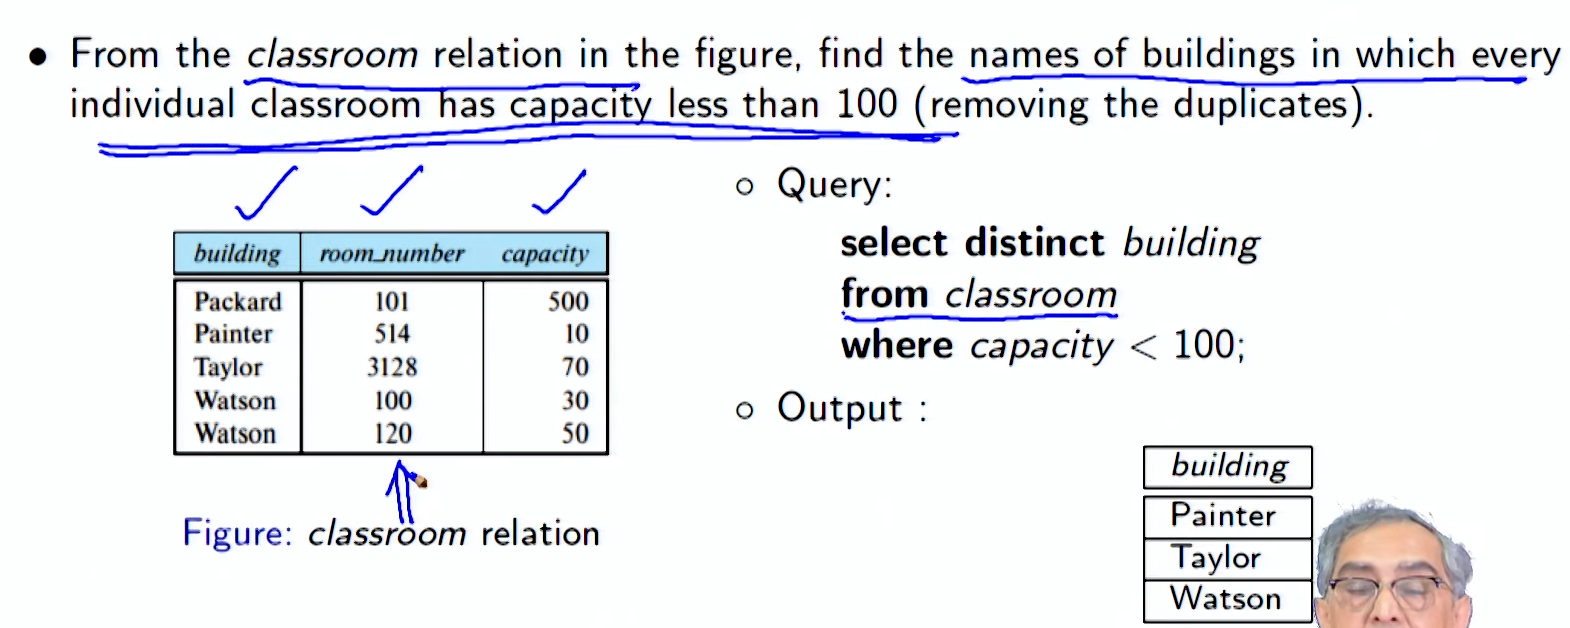 • From the classroom relation in the figure, find the names of buildings in which every
individual classroom has capacity less than 100 (removing the duplicates).
building room_number capacity
Packard 101 500
Painter 514 10
Taylor 3128 70
Watson 100 30
Watson 120 50
Figure: classroom relation
○ Query:
select distinct building
from classroom
where capacity < 100;
○ Output :
building
Painter
Taylor
Watson